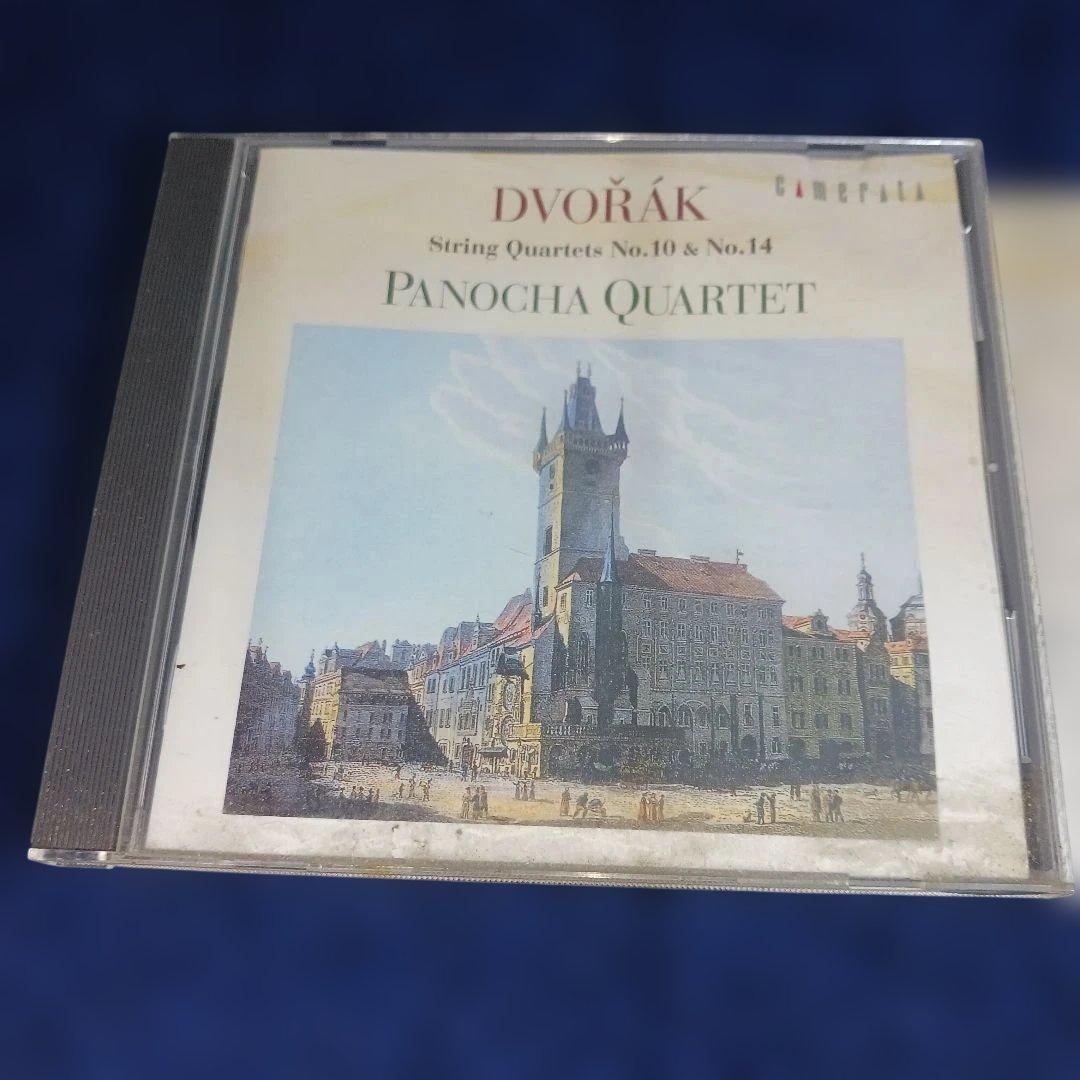 CAMERATA
DVOŘÁK
String Quartets No.10 & No.14
PANOCHA QUARTET